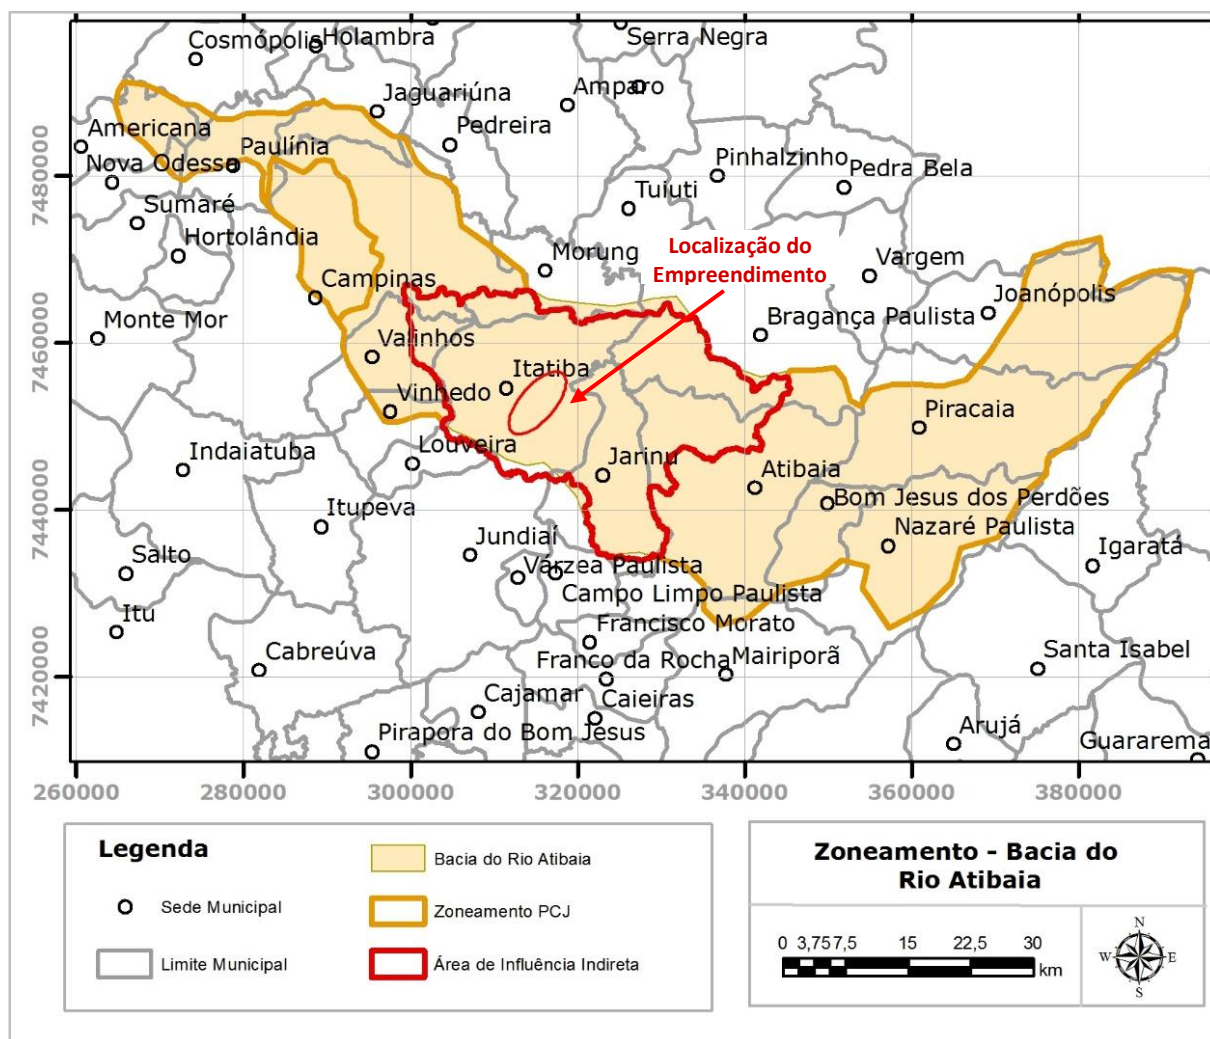 Cosmópolis
Holambra
Serra Negra
Jaguariúna
Amparo
Americana
Pedreira
Nova Odessa
Paulínia
Pinhalzinho
Pedra Bela
Sumaré
Tuiuti
Hortolândia
Morung
Localização do
Empreendimento
Vargem
Campinas
Joanópolis
Monte Mor
Bragança Paulista
Valinhos
Itatiba
Vinhedo
Piracaia
Indaiatuba
Louveira
Jarinu
Atibaia
Bom Jesus dos Perdões
Itupeva
Nazaré Paulista
Salto
Jundiaí
Igaratá
Várzea Paulista
Itu
Campo Limpo Paulista
Francisco Morato
Cabreúva
Franco da Rocha
Mairiporã
Santa Isabel
Cajamar
Caieiras
Pirapora do Bom Jesus
Arujá
Guararema
7480000
7460000
7440000
7420000
260000 280000 300000 320000 340000 360000 380000
Legenda
Sede Municipal
Limite Municipal
Bacia do Rio Atibaia
Zoneamento PCJ
Área de Influência Indireta
Zoneamento - Bacia do
Rio Atibaia
0 3,75 7,5 15 22,5 30
km
N
W E
S